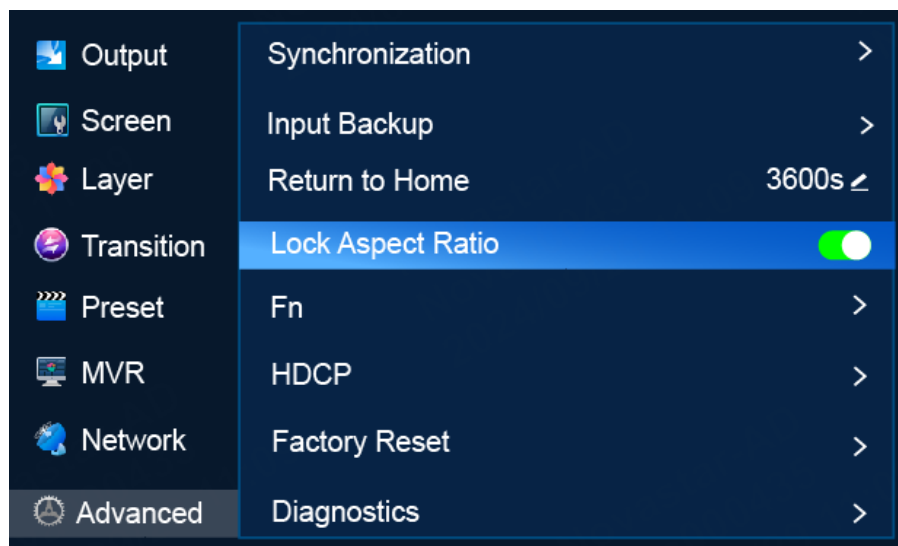 Output
Screen
Layer
Transition
Preset
MVR
Network
Advanced
Synchronization
Input Backup
Return to Home 3600s
Lock Aspect Ratio
Fn
HDCP
Factory Reset
Diagnostics